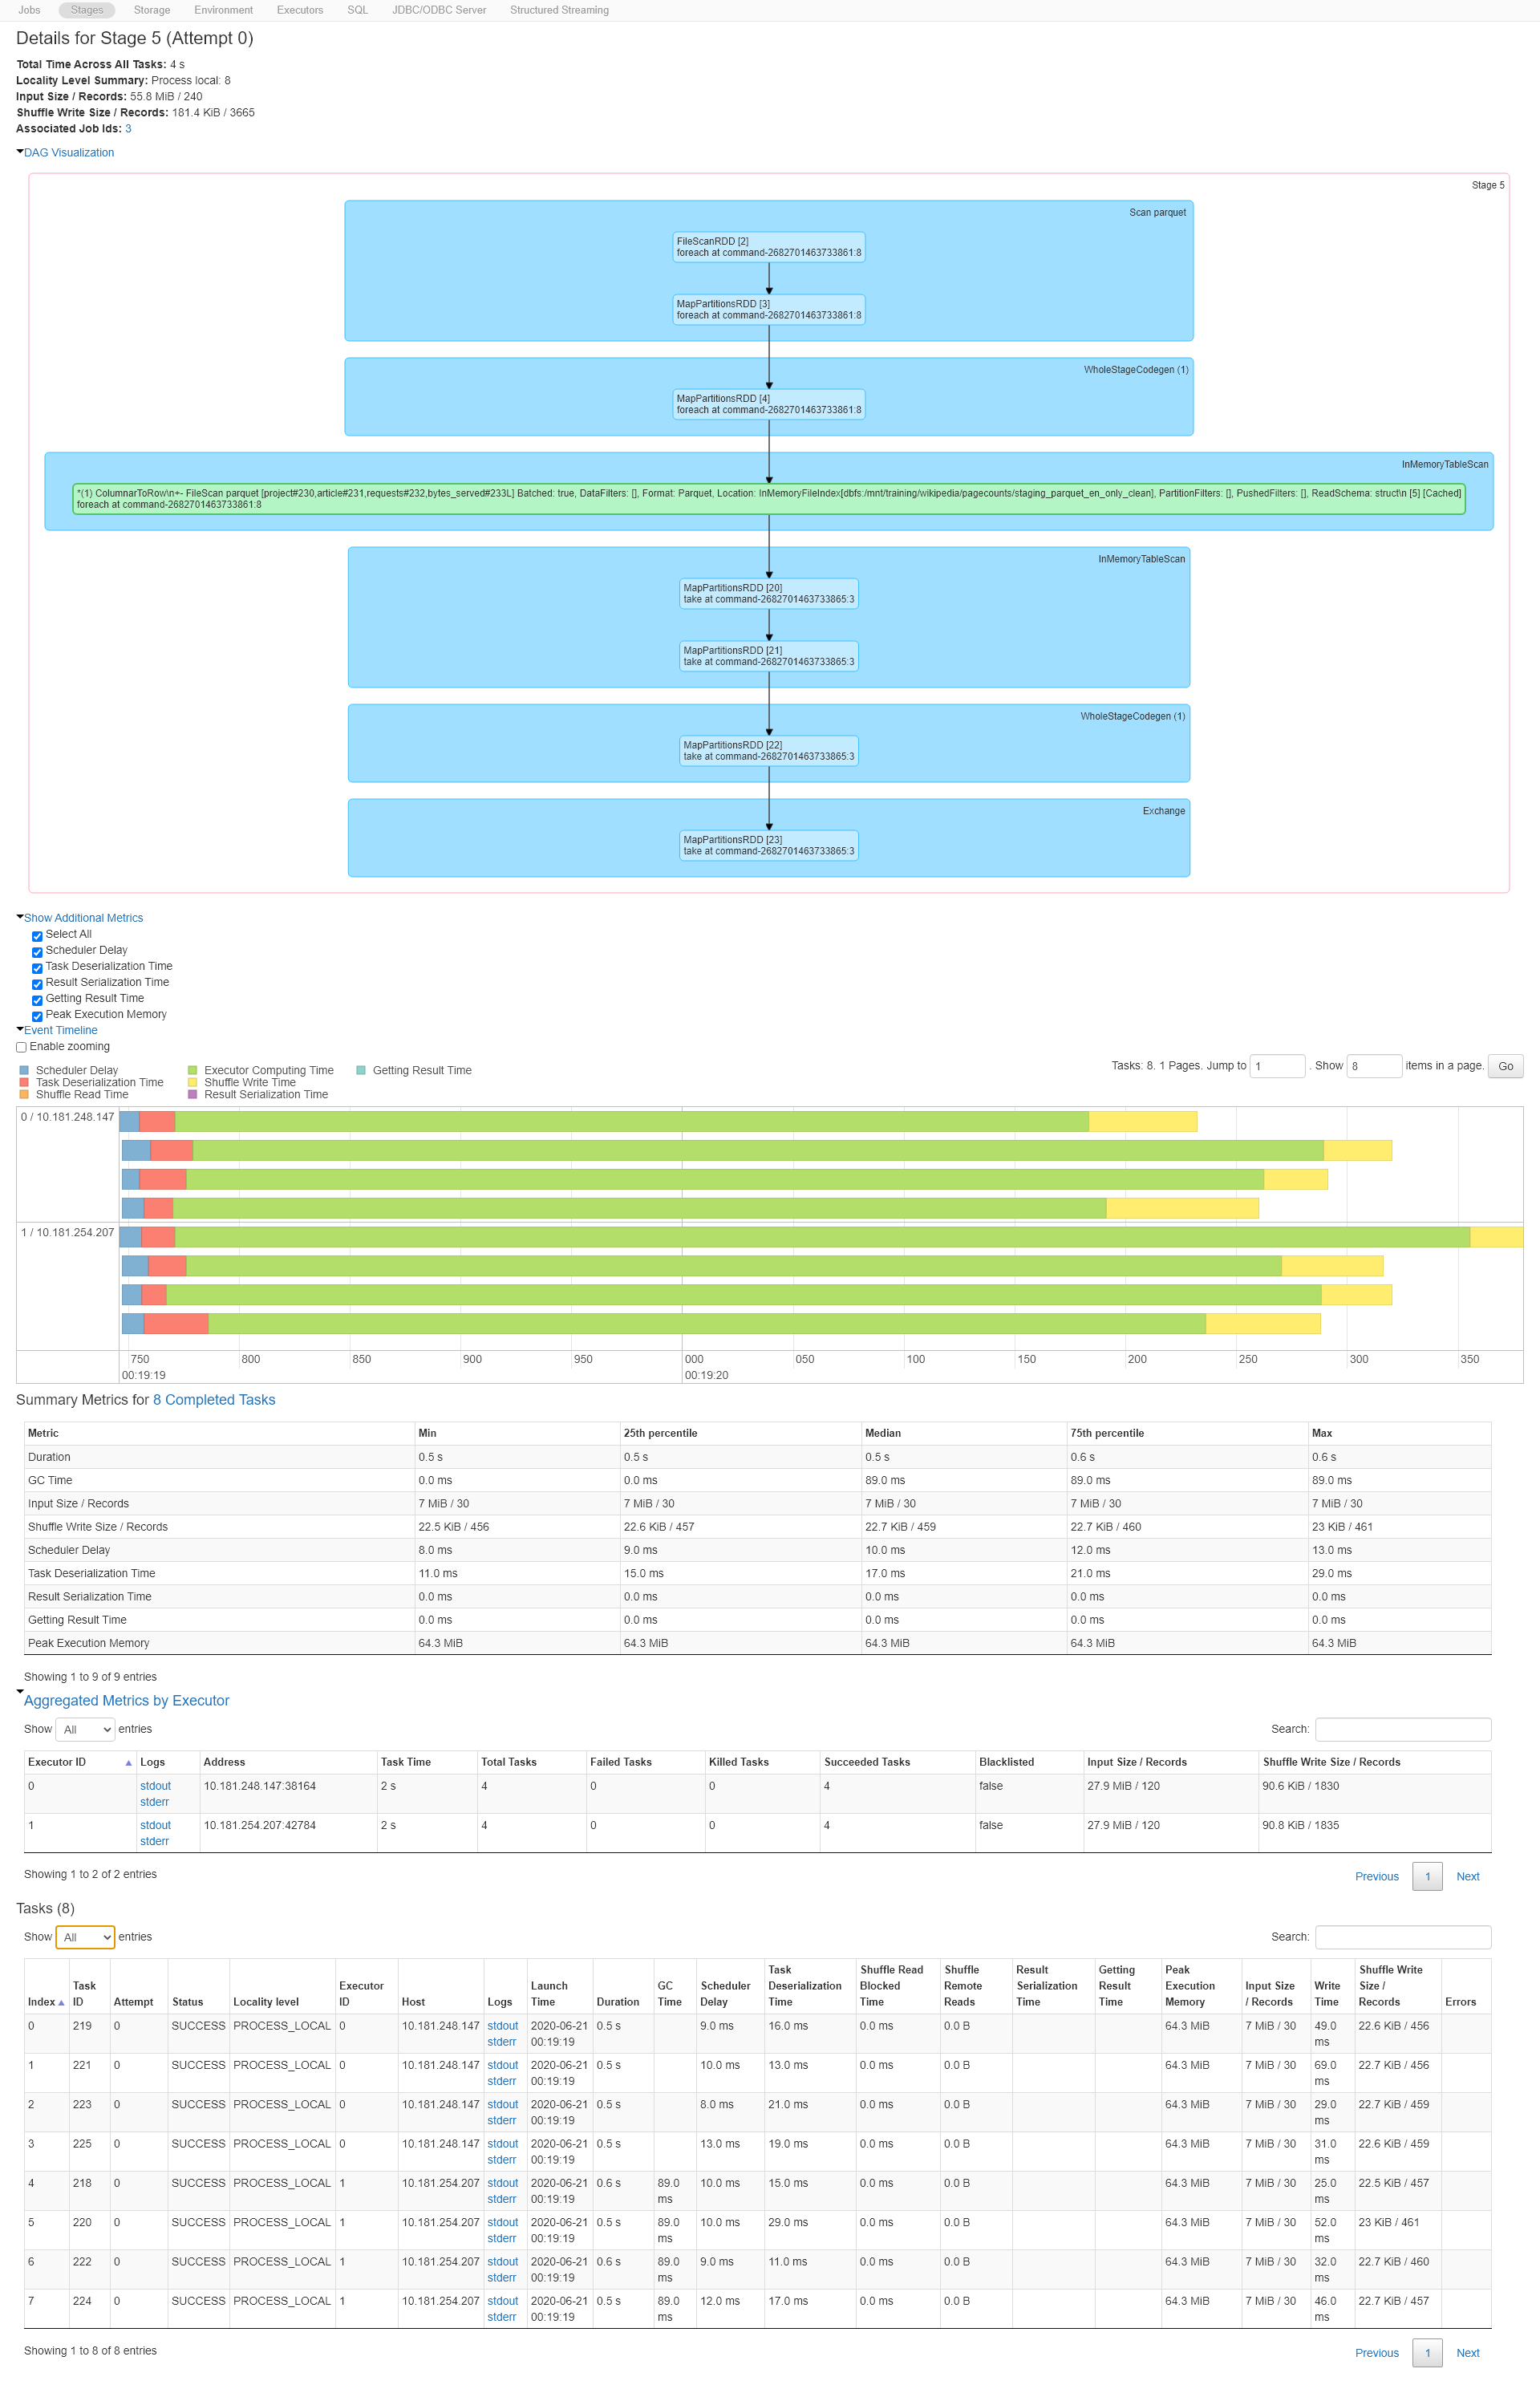 Jobs Stages Storage Environment Executors SQL JDBC/ODBC Server Structured Streaming
Details for Stage 5 (Attempt 0)
Total Time Across All Tasks: 4 s
Locality Level Summary: Process local: 8
Input Size / Records: 55.8 MiB / 240
Shuffle Write Size / Records: 181.4 KiB / 3665
Associated Job Ids: 3
DAG Visualization
Stage 5
Scan parquet
FileScanRDD [2]
foreach at command-2682701463733861:8
MapPartitionsRDD [3]
foreach at command-2682701463733861:8
WholeStageCodegen (1)
MapPartitionsRDD [4]
foreach at command-2682701463733861:8
InMemoryTableScan
*(1) ColumnarToRow\n+- FileScan parquet [project#230,article#231,requests#232,bytes_served#233L] Batched: true, DataFilters: [], Format: Parquet, Location: InMemoryFileIndex[dbfs:/mnt/training/wikipedia/pagecounts/staging_parquet_en_only_clean], PartitionFilters: [], PushedFilters: [], ReadSchema: struct\n [5] [Cached]
foreach at command-2682701463733861:8
InMemoryTableScan
MapPartitionsRDD [20]
take at command-2682701463733865:3
MapPartitionsRDD [21]
take at command-2682701463733865:3
WholeStageCodegen (1)
MapPartitionsRDD [22]
take at command-2682701463733865:3
Exchange
MapPartitionsRDD [23]
take at command-2682701463733865:3
Show Additional Metrics
Select All
Scheduler Delay
Task Deserialization Time
Result Serialization Time
Getting Result Time
Peak Execution Memory
Event Timeline
Enable zooming
Scheduler Delay Executor Computing Time Getting Result Time
Task Deserialization Time Shuffle Write Time
Shuffle Read Time Result Serialization Time
Tasks: 8. 1 Pages. Jump to 1 . Show 8 items in a page. Go
0 / 10.181.248.147
1 / 10.181.254.207
750 800 850 900 950 000 050 100 150 200 250 300 350
00:19:19 00:19:20
Summary Metrics for 8 Completed Tasks
Metric Min 25th percentile Median 75th percentile Max
Duration 0.5 s 0.5 s 0.5 s 0.6 s 0.6 s
GC Time 0.0 ms 0.0 ms 89.0 ms 89.0 ms 89.0 ms
Input Size / Records 7 MiB / 30 7 MiB / 30 7 MiB / 30 7 MiB / 30 7 MiB / 30
Shuffle Write Size / Records 22.5 KiB / 456 22.6 KiB / 457 22.7 KiB / 459 22.7 KiB / 460 23 KiB / 461
Scheduler Delay 8.0 ms 9.0 ms 10.0 ms 12.0 ms 13.0 ms
Task Deserialization Time 11.0 ms 15.0 ms 17.0 ms 21.0 ms 29.0 ms
Result Serialization Time 0.0 ms 0.0 ms 0.0 ms 0.0 ms 0.0 ms
Getting Result Time 0.0 ms 0.0 ms 0.0 ms 0.0 ms 0.0 ms
Peak Execution Memory 64.3 MiB 64.3 MiB 64.3 MiB 64.3 MiB 64.3 MiB
Showing 1 to 9 of 9 entries
Aggregated Metrics by Executor
Show All entries Search:
Executor ID Logs Address Task Time Total Tasks Failed Tasks Killed Tasks Succeeded Tasks Blacklisted Input Size / Records Shuffle Write Size / Records
0 stdout 10.181.248.147:38164 2 s 4 0 0 4 false 27.9 MiB / 120 90.6 KiB / 1830
stderr
1 stdout 10.181.254.207:42784 2 s 4 0 0 4 false 27.9 MiB / 120 90.8 KiB / 1835
stderr
Showing 1 to 2 of 2 entries Previous 1 Next
Tasks (8)
Show All entries Search:
Task Shuffle Read Shuffle Result Getting Peak Shuffle Write
Task Executor Launch GC Scheduler Deserialization Blocked Remote Serialization Result Execution Input Size Write Size /
Index ID Attempt Status Locality level ID Host Logs Time Duration Time Delay Time Time Reads Time Time Memory / Records Time Records Errors
0 219 0 SUCCESS PROCESS_LOCAL 0 10.181.248.147 stdout 2020-06-21 0.5 s 9.0 ms 16.0 ms 0.0 ms 0.0 B 64.3 MiB 7 MiB / 30 49.0 22.6 KiB / 456
stderr 00:19:19 ms
1 221 0 SUCCESS PROCESS_LOCAL 0 10.181.248.147 stdout 2020-06-21 0.5 s 10.0 ms 13.0 ms 0.0 ms 0.0 B 64.3 MiB 7 MiB / 30 69.0 22.7 KiB / 456
stderr 00:19:19 ms
2 223 0 SUCCESS PROCESS_LOCAL 0 10.181.248.147 stdout 2020-06-21 0.5 s 8.0 ms 21.0 ms 0.0 ms 0.0 B 64.3 MiB 7 MiB / 30 29.0 22.7 KiB / 459
stderr 00:19:19 ms
3 225 0 SUCCESS PROCESS_LOCAL 0 10.181.248.147 stdout 2020-06-21 0.5 s 13.0 ms 19.0 ms 0.0 ms 0.0 B 64.3 MiB 7 MiB / 30 31.0 22.6 KiB / 459
stderr 00:19:19 ms
4 218 0 SUCCESS PROCESS_LOCAL 1 10.181.254.207 stdout 2020-06-21 0.6 s 89.0 10.0 ms 15.0 ms 0.0 ms 0.0 B 64.3 MiB 7 MiB / 30 25.0 22.5 KiB / 457
stderr 00:19:19 ms ms
5 220 0 SUCCESS PROCESS_LOCAL 1 10.181.254.207 stdout 2020-06-21 0.5 s 89.0 10.0 ms 29.0 ms 0.0 ms 0.0 B 64.3 MiB 7 MiB / 30 52.0 23 KiB / 461
stderr 00:19:19 ms ms
6 222 0 SUCCESS PROCESS_LOCAL 1 10.181.254.207 stdout 2020-06-21 0.6 s 89.0 9.0 ms 11.0 ms 0.0 ms 0.0 B 64.3 MiB 7 MiB / 30 32.0 22.7 KiB / 460
stderr 00:19:19 ms ms
7 224 0 SUCCESS PROCESS_LOCAL 1 10.181.254.207 stdout 2020-06-21 0.5 s 89.0 12.0 ms 17.0 ms 0.0 ms 0.0 B 64.3 MiB 7 MiB / 30 46.0 22.7 KiB / 457
stderr 00:19:19 ms ms
Showing 1 to 8 of 8 entries Previous 1 Next